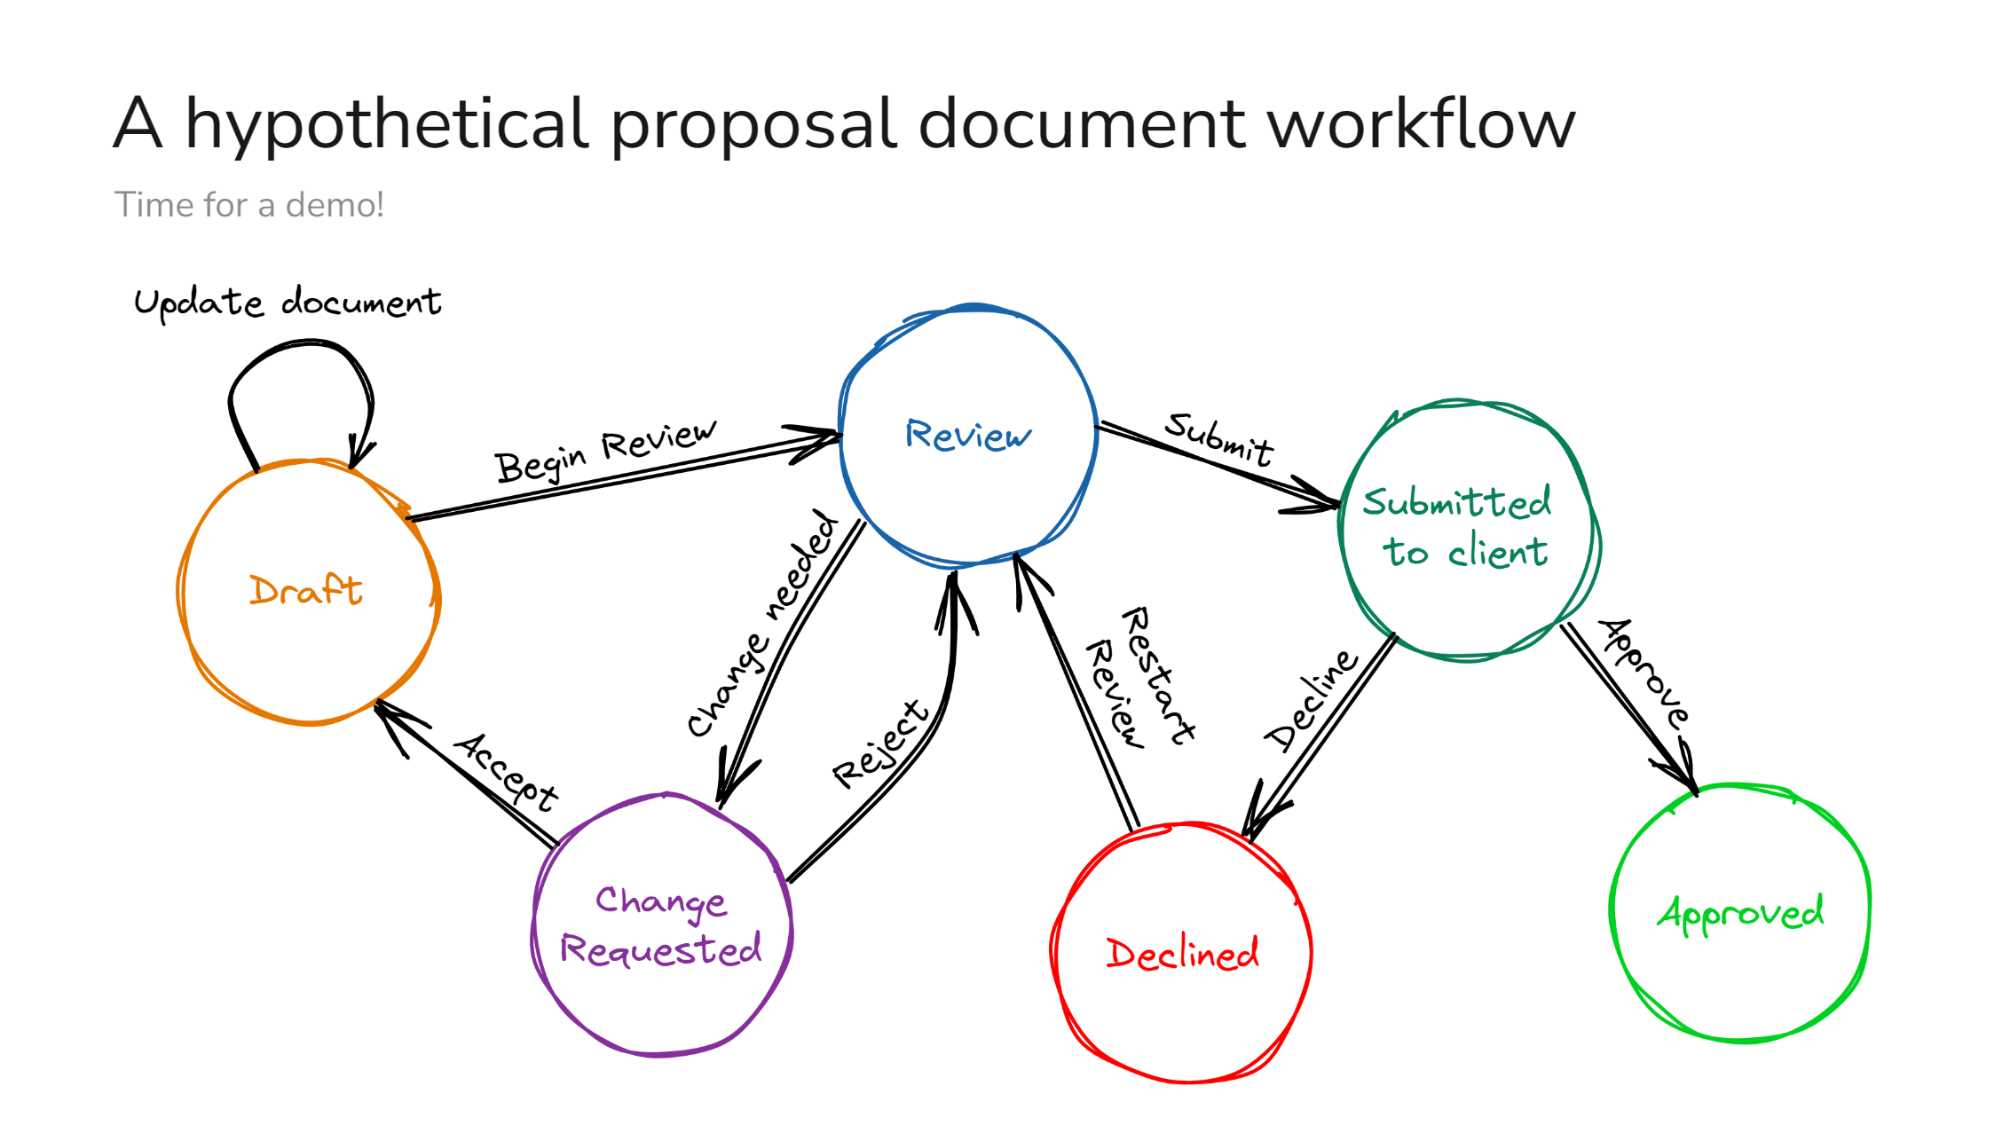 A hypothetical proposal document workflow
Time for a demo!
Update document
Begin Review
Review
Submit
Submitted
to client
Draft
Change needed
Reject
Restart
Review
Decline
Approve
Accept
Change
Requested
Declined
Approved